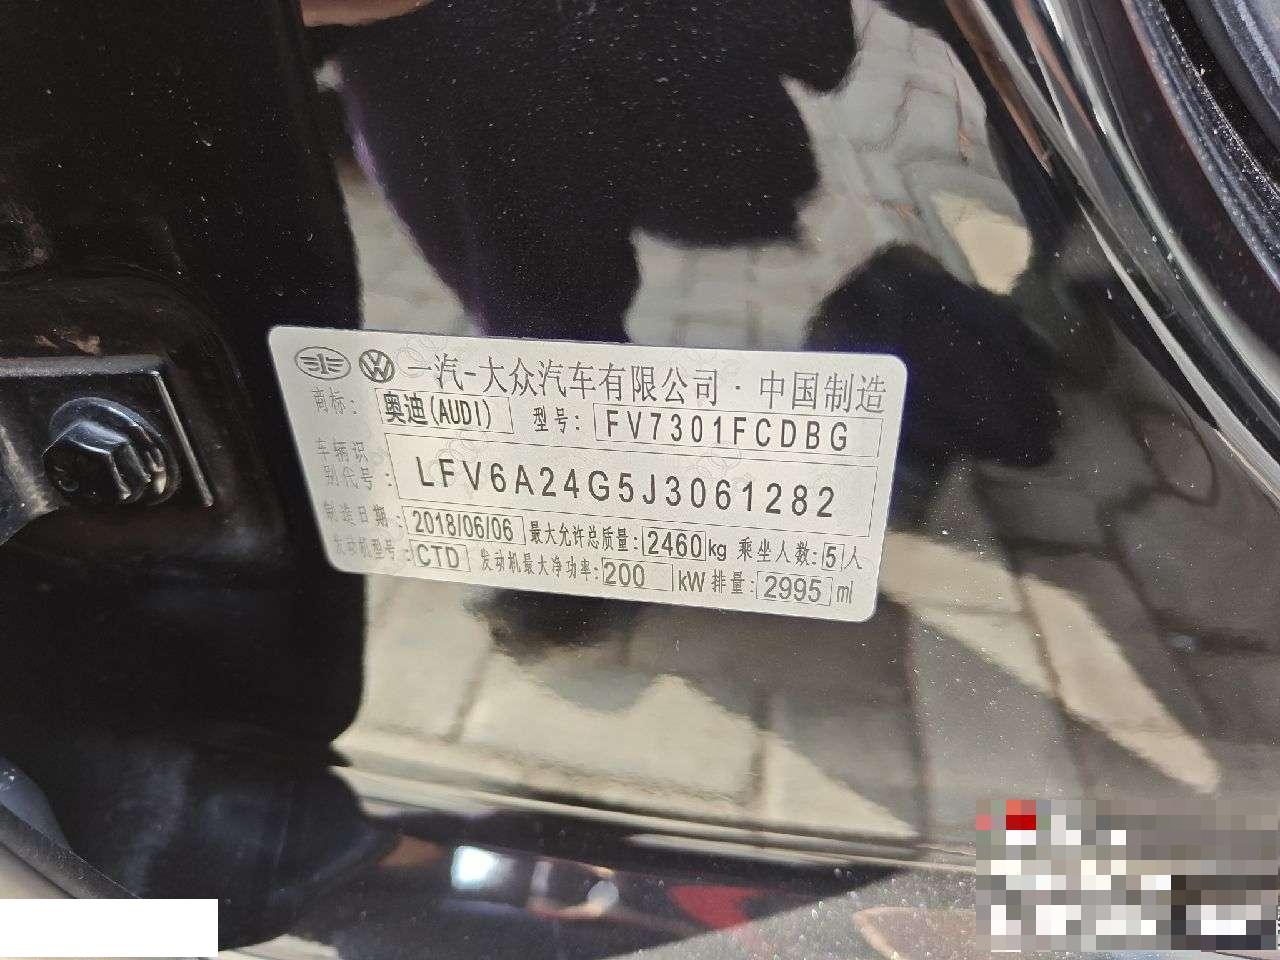 一汽-大众汽车有限公司·中国制造
商标: 奥迪(AUDI) 型号: FV7301FCDBG
车辆识别代号: LFV6A24G5J3061282
制造日期: 2018/06/06 最大允许总质量: 2460 kg 乘坐人数: 5 人
发动机型号: CTD 发动机最大净功率: 200 kW 排量: 2995 ml